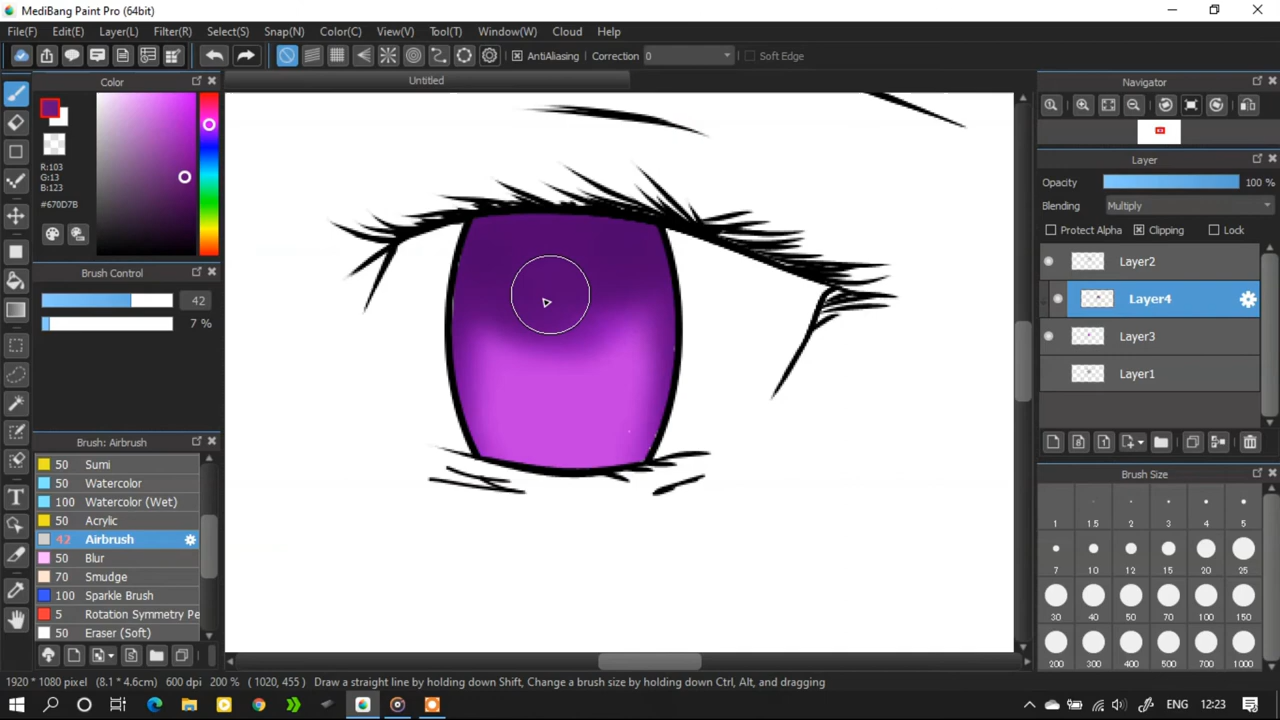 MediBang Paint Pro (64bit)
File(F) Edit(E) Layer(L) Filter(R) Select(S) Snap(N) Color(C) View(V) Tool(T) Window(W) Cloud Help
AntiAliasing Correction 0 Soft Edge
Color
Untitled
Navigator
R:103
G:13
B:123
#670D7B
Layer
Opacity 100 %
Blending Multiply
Protect Alpha Clipping Lock
Layer2
Layer4
Layer3
Layer1
Brush Control
42
7 %
Brush: Airbrush
50 Sumi
50 Watercolor
100 Watercolor (Wet)
50 Acrylic
42 Airbrush
50 Blur
70 Smudge
100 Sparkle Brush
5 Rotation Symmetry Pe
50 Eraser (Soft)
Brush Size
1 1.5 2 3 4 5
7 10 12 15 20 25
30 40 50 70 100 150
200 300 400 500 700 1000
1920 * 1080 pixel (8.1 * 4.6cm) 600 dpi 200 % ( 1020, 455 ) Draw a straight line by holding down Shift, Change a brush size by holding down Ctrl, Alt, and dragging
ENG 12:23